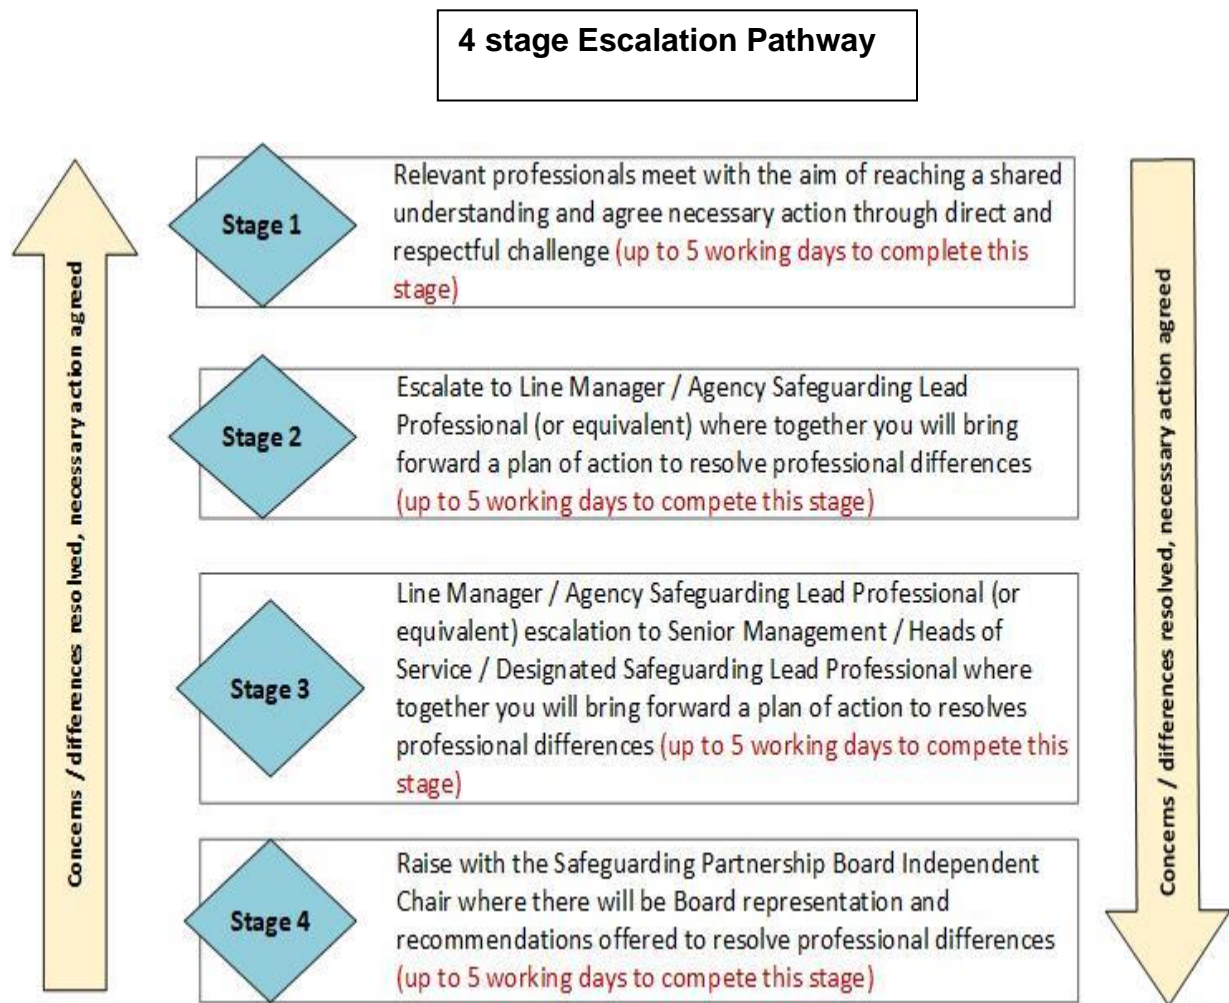 4 stage Escalation Pathway
Concerns / differences resolved, necessary action agreed
Stage 1
Relevant professionals meet with the aim of reaching a shared
understanding and agree necessary action through direct and
respectful challenge (up to 5 working days to complete this
stage)
Stage 2
Escalate to Line Manager / Agency Safeguarding Lead
Professional (or equivalent) where together you will bring
forward a plan of action to resolve professional differences
(up to 5 working days to compete this stage)
Stage 3
Line Manager / Agency Safeguarding Lead Professional (or
equivalent) escalation to Senior Management / Heads of
Service / Designated Safeguarding Lead Professional where
together you will bring forward a plan of action to resolves
professional differences (up to 5 working days to compete this
stage)
Stage 4
Raise with the Safeguarding Partnership Board Independent
Chair where there will be Board representation and
recommendations offered to resolve professional differences
(up to 5 working days to compete this stage)
Concerns / differences resolved, necessary action agreed